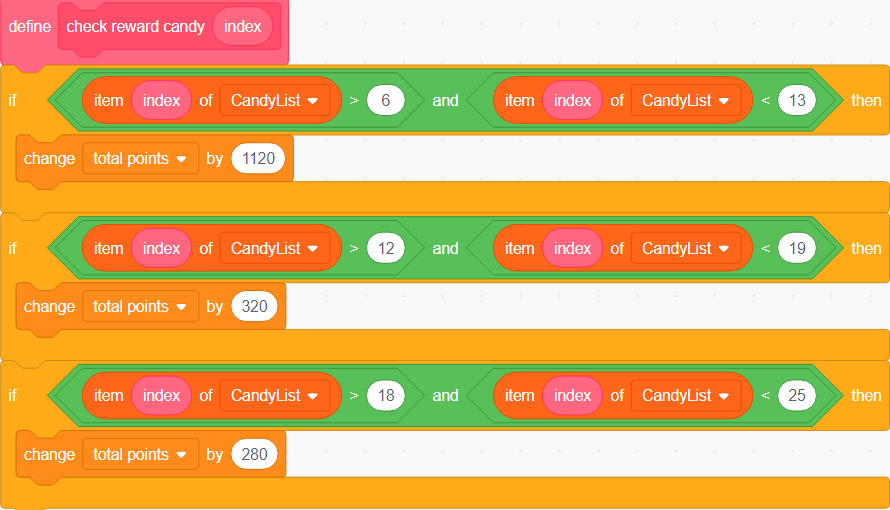 define check reward candy index
if item index of CandyList > 6 and item index of CandyList < 13 then
change total points by 1120
if item index of CandyList > 12 and item index of CandyList < 19 then
change total points by 320
if item index of CandyList > 18 and item index of CandyList < 25 then
change total points by 280